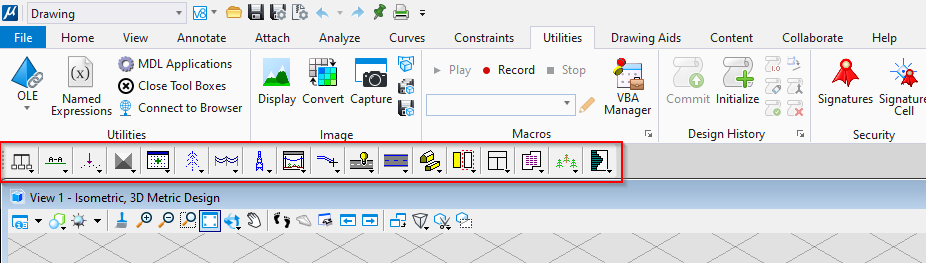 Drawing V8
File Home View Annotate Attach Analyze Curves Constraints Utilities Drawing Aids Content Collaborate Help
OLE
Named Expressions
MDL Applications
Close Tool Boxes
Connect to Browser
Display Convert Capture
Play Record Stop
VBA Manager
Commit Initialize
Signatures
Signature Cell
Utilities Image Macros Design History Security
A-A
View 1 - Isometric, 3D Metric Design